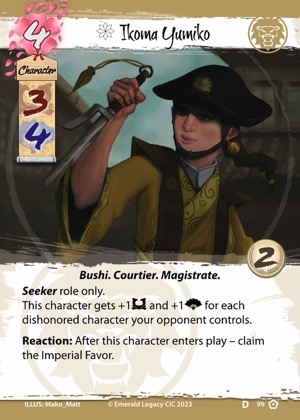 4
Ikoma Yumiko
Character
3
4
2
Bushi. Courtier. Magistrate.
Seeker role only.
This character gets +1 and +1 for each
dishonored character your opponent controls.
Reaction: After this character enters play – claim
the Imperial Favor.
ILLUS: Mako_Matt © Emerald Legacy CIC 2023 D 99